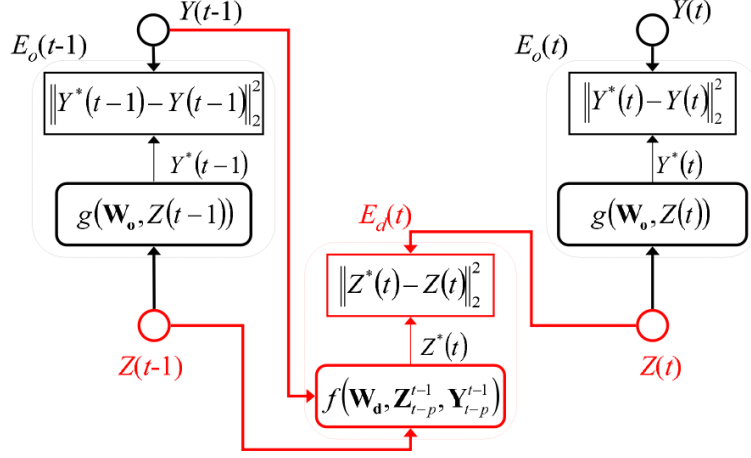 Y(t-1)
Y(t)
E_o(t-1)
E_o(t)
‖Y*(t−1)−Y(t−1)‖₂²
‖Y*(t)−Y(t)‖₂²
Y*(t−1)
Y*(t)
g(W_o, Z(t−1))
E_d(t)
g(W_o, Z(t))
‖Z*(t)−Z(t)‖₂²
Z*(t)
Z(t-1)
Z(t)
f(W_d, Z_{t-p}^{t-1}, Y_{t-p}^{t-1})